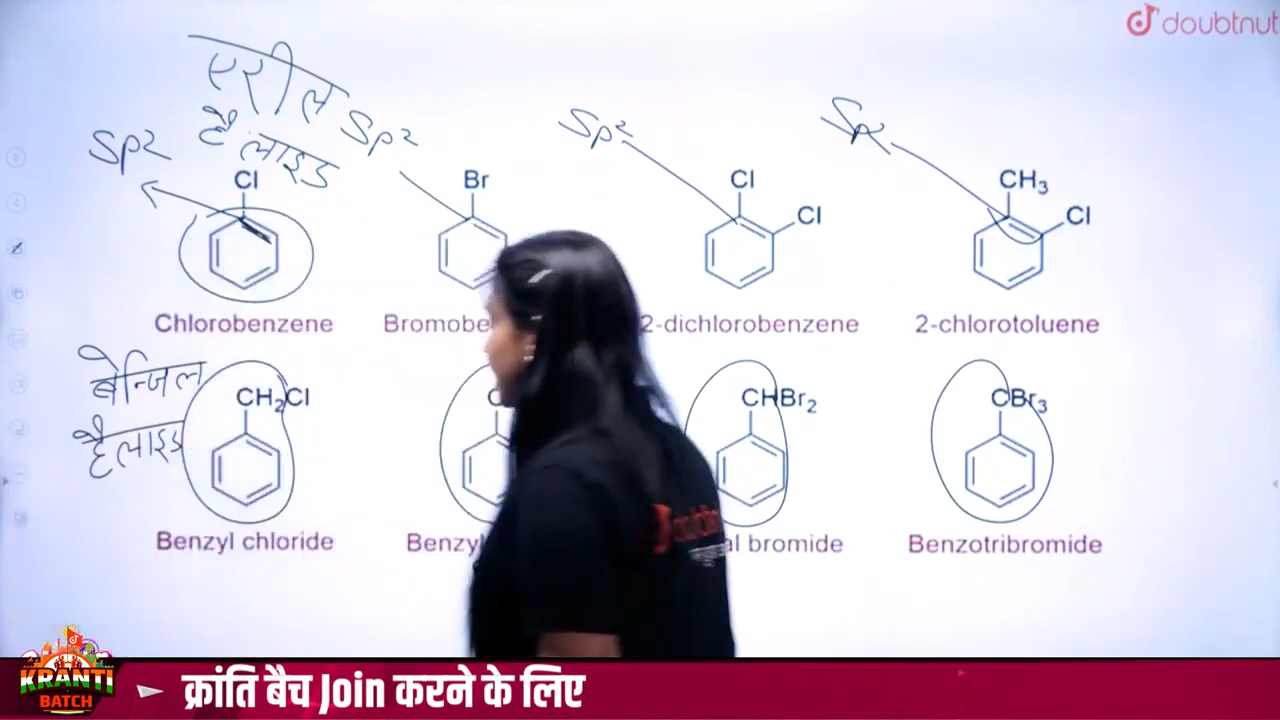 doubtnut
एरील
हैलाइड
Sp2
Sp2
Sp2
Sp2
Cl
Br
Cl
Cl
CH3
Cl
Chlorobenzene
2-dichlorobenzene
2-chlorotoluene
बेन्जिल
हैलाइड
CH2Cl
CHBr2
CBr3
Benzyl chloride
Benzyl
al bromide
Benzotribromide
KRANTI
BATCH
क्रांति बैच Join करने के लिए